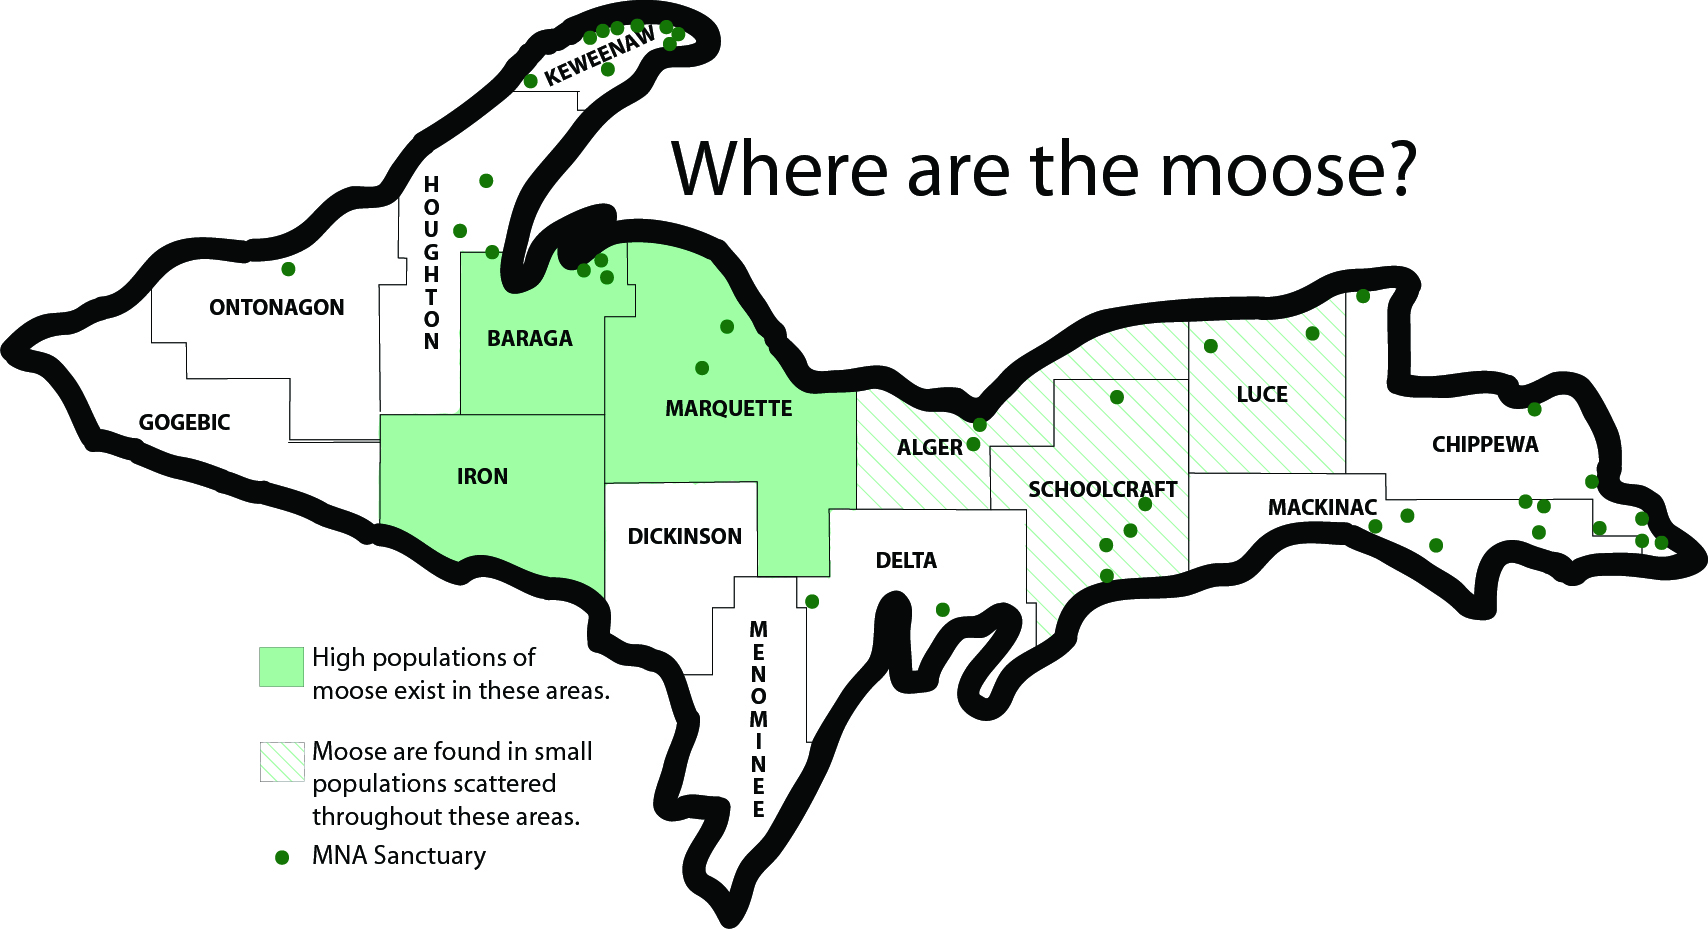 KEWEENAW
Where are the moose?
HOUGHTON
ONTONAGON
BARAGA
GOGEBIC
MARQUETTE
LUCE
ALGER
CHIPPEWA
IRON
SCHOOLCRAFT
MACKINAC
DICKINSON
DELTA
MENOMINEE
High populations of
moose exist in these areas.
Moose are found in small
populations scattered
throughout these areas.
MNA Sanctuary